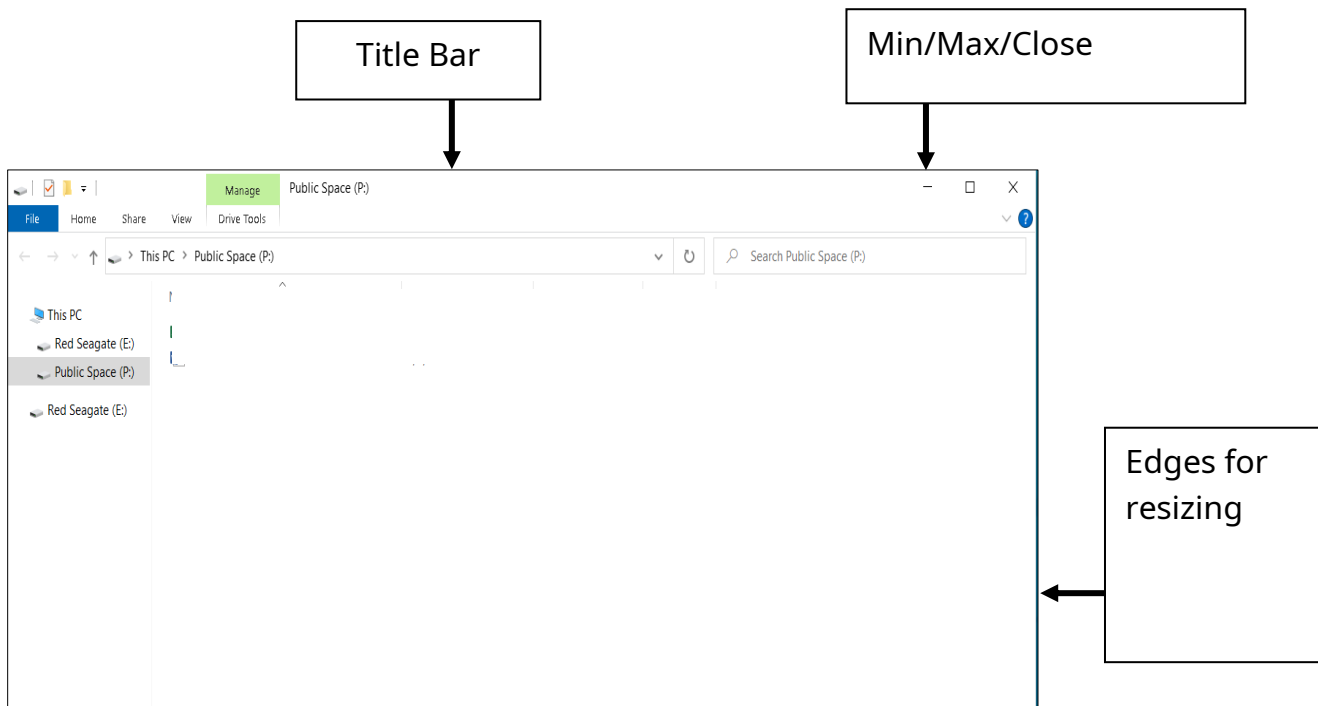 Title Bar
Min/Max/Close
Manage
Public Space (P:)
File
Home
Share
View
Drive Tools
This PC > Public Space (P:)
Search Public Space (P:)
This PC
Red Seagate (E:)
Public Space (P:)
Red Seagate (E:)
Edges for
resizing